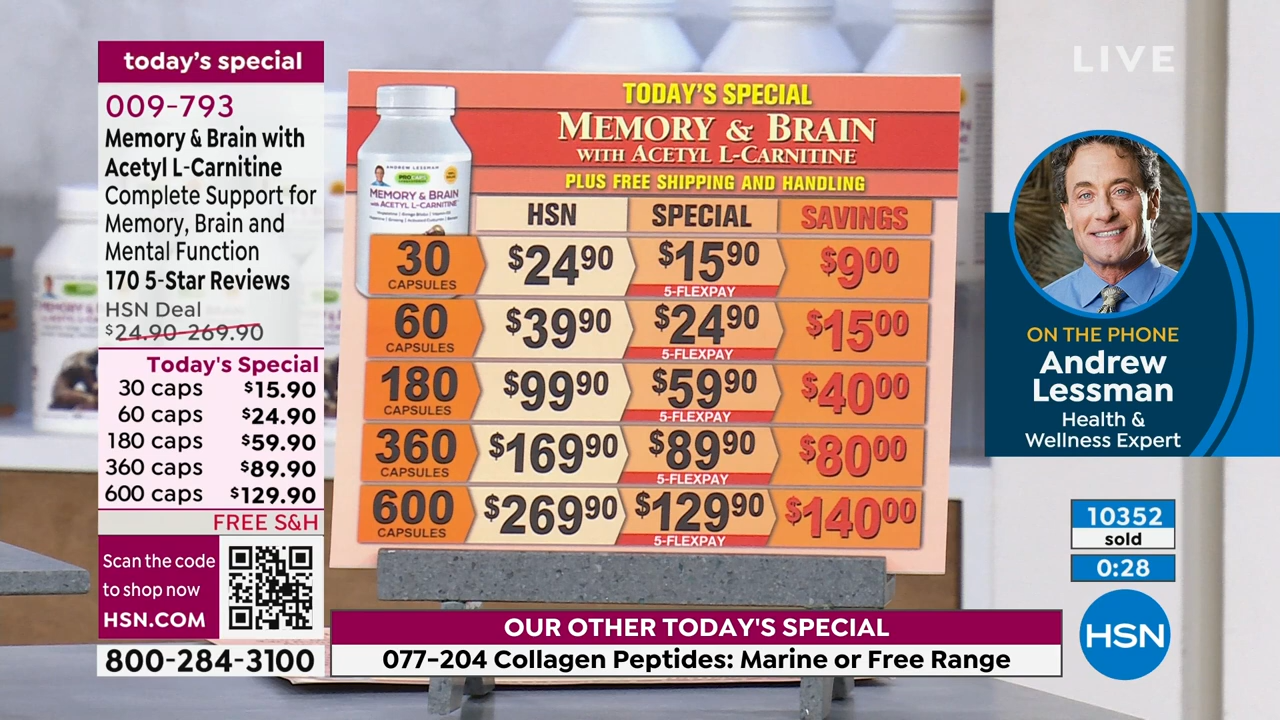 today's special
009-793
Memory & Brain with
Acetyl L-Carnitine
Complete Support for
Memory, Brain and
Mental Function
170 5-Star Reviews
HSN Deal
$24.90-269.90
Today's Special
30 caps $15.90
60 caps $24.90
180 caps $59.90
360 caps $89.90
600 caps $129.90
FREE S&H
Scan the code
to shop now
HSN.COM
800-284-3100
TODAY'S SPECIAL
MEMORY & BRAIN
WITH ACETYL L-CARNITINE
PLUS FREE SHIPPING AND HANDLING
ANDREW LESSMAN
PROCAPS
MEMORY & BRAIN
WITH ACETYL L-CARNITINE
HSN SPECIAL SAVINGS
30 CAPSULES $24.90 $15.90 5-FLEXPAY $9.00
60 CAPSULES $39.90 $24.90 5-FLEXPAY $15.00
180 CAPSULES $99.90 $59.90 5-FLEXPAY $40.00
360 CAPSULES $169.90 $89.90 5-FLEXPAY $80.00
600 CAPSULES $269.90 $129.90 5-FLEXPAY $140.00
LIVE
ON THE PHONE
Andrew
Lessman
Health &
Wellness Expert
10352
sold
0:28
HSN
OUR OTHER TODAY'S SPECIAL
077-204 Collagen Peptides: Marine or Free Range